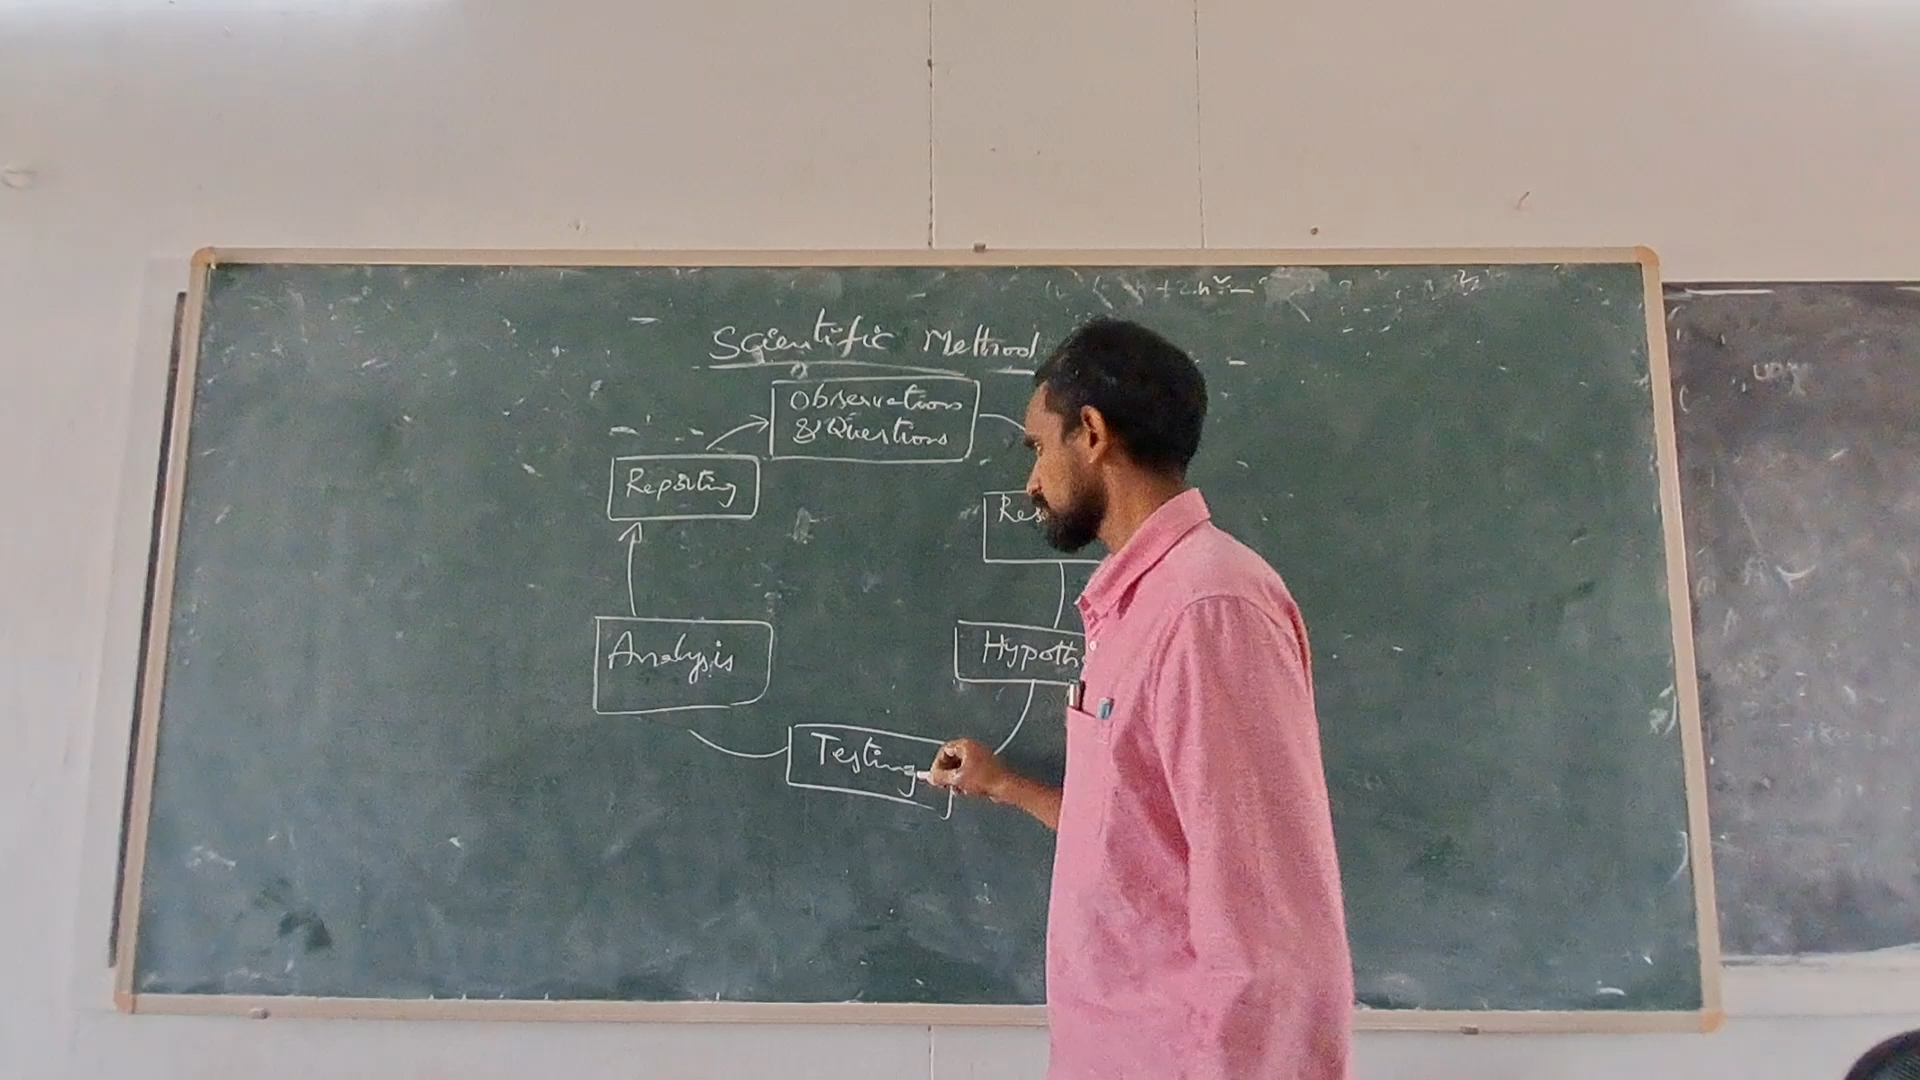 Scientific Method
Observations
& Questions
Reporting
Res
Analysis
Hypoth
Testing